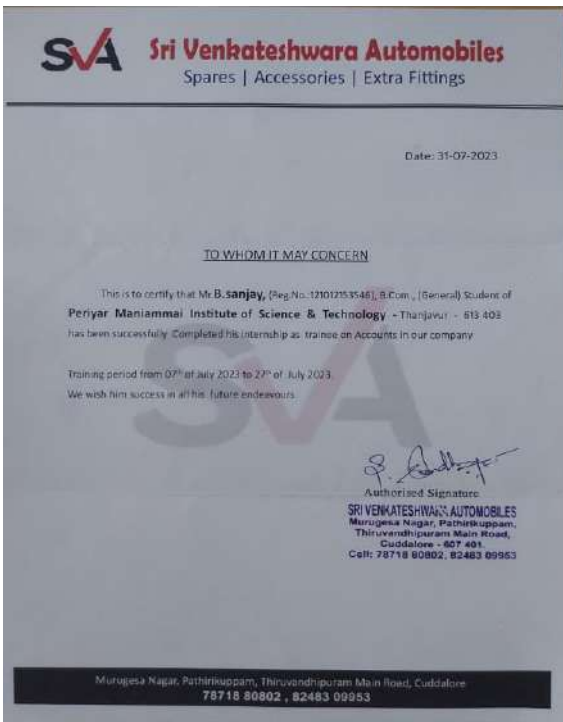 SVA Sri Venkateshwara Automobiles
Spares | Accessories | Extra Fittings
Date: 31-07-2023
TO WHOM IT MAY CONCERN
This is to certify that Mr.B.sanjay, (Reg.No.:121012153546), B.Com., (General) Student of
Periyar Maniammai Institute of Science & Technology - Thanjavur - 613 403
has been successfully Completed his internship as trainee on Accounts in our company
Training period from 07th of July 2023 to 27th of July 2023.
We wish him success in all his future endeavours.
SVA
Authorised Signature
SRI VENKATESHWARA AUTOMOBILES
Murugesa Nagar, Pathirikuppam,
Thiruvandhipuram Main Road,
Cuddalore - 607 401.
Cell: 78718 80802, 82483 09953
Murugesa Nagar, Pathirikuppam, Thiruvandhipuram Main Road, Cuddalore
78718 80802 , 82483 09953